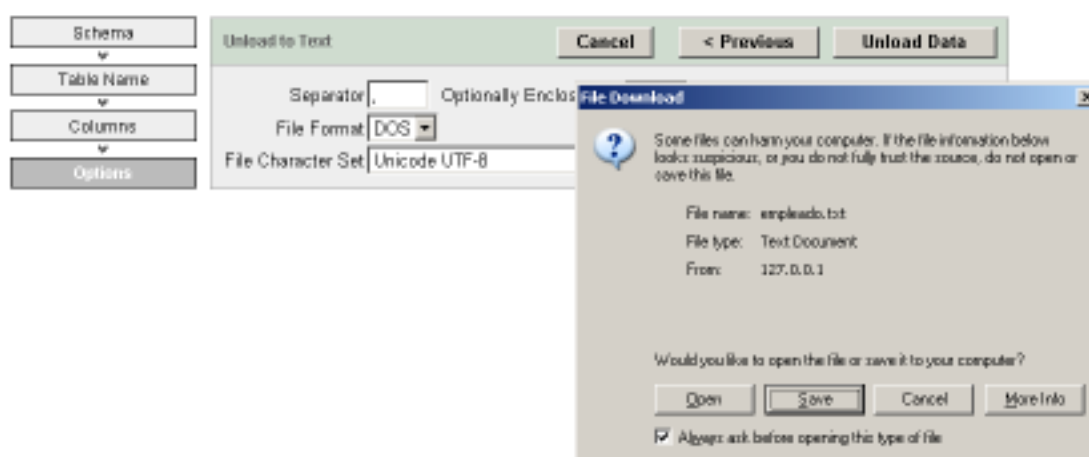 Schema
Table Name
Columns
Options
Unload to Text
Cancel
< Previous
Unload Data
Separator , Optionally Enclos
File Format DOS
File Character Set Unicode UTF-8
File Download
Some files can harm your computer. If the file information below
looks suspicious, or you do not fully trust the source, do not open or
save this file.
File name: empleado.txt
File type: Text Document
From: 127.0.0.1
Would you like to open the file or save it to your computer?
Open
Save
Cancel
More Info
Always ask before opening this type of file